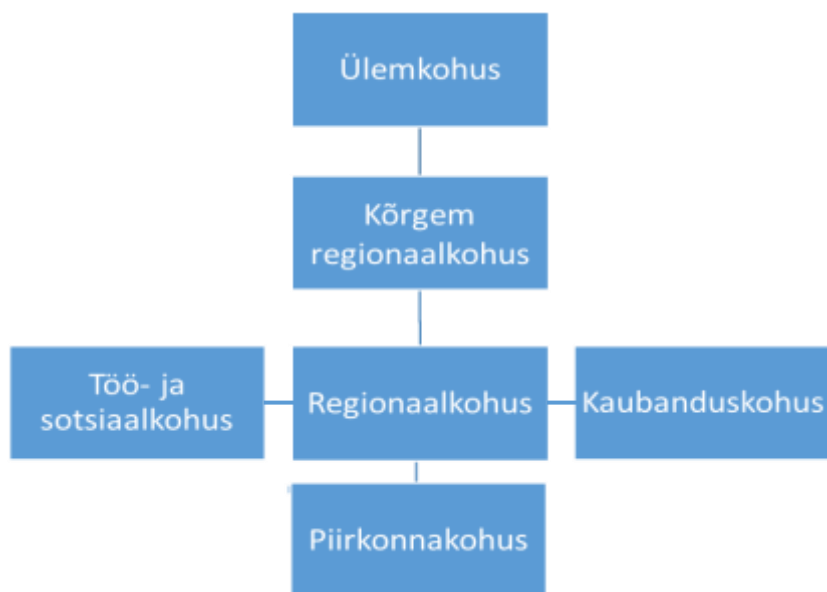 Ülemkohus
Kõrgem
regionaalkohus
Töö- ja
sotsiaalkohus
Regionaalkohus
Kaubanduskohus
Piirkonnakohus